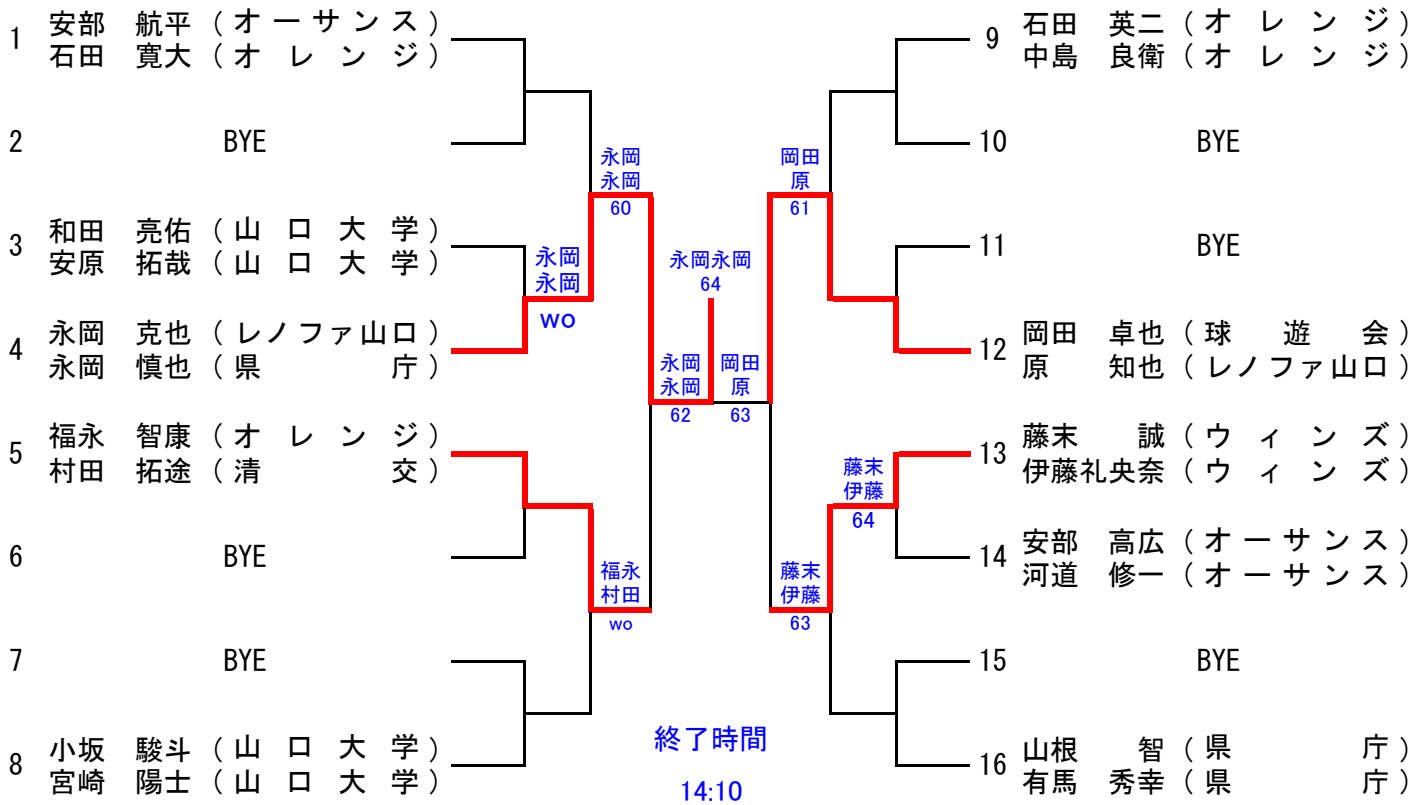 1 安部 航平 (オーサンス)
石田 寛大 (オレンジ)
2 BYE
3 和田 亮佑 (山口大学)
安原 拓哉 (山口大学)
4 永岡 克也 (レノファ山口)
永岡 慎也 (県庁)
5 福永 智康 (オレンジ)
村田 拓途 (清交)
6 BYE
7 BYE
8 小坂 駿斗 (山口大学)
宮崎 陽士 (山口大学)
永岡
永岡
wo
永岡
永岡
60
福永
村田
wo
永岡
永岡
62
永岡永岡
64
岡田
原
63
岡田
原
61
藤末
伊藤
64
藤末
伊藤
63
9 石田 英二 (オレンジ)
中島 良衛 (オレンジ)
10 BYE
11 BYE
12 岡田 卓也 (球遊会)
原 知也 (レノファ山口)
13 藤末 誠 (ウィンズ)
伊藤礼央奈 (ウィンズ)
14 安部 高広 (オーサンス)
河道 修一 (オーサンス)
15 BYE
16 山根 智 (県庁)
有馬 秀幸 (県庁)
終了時間
14:10